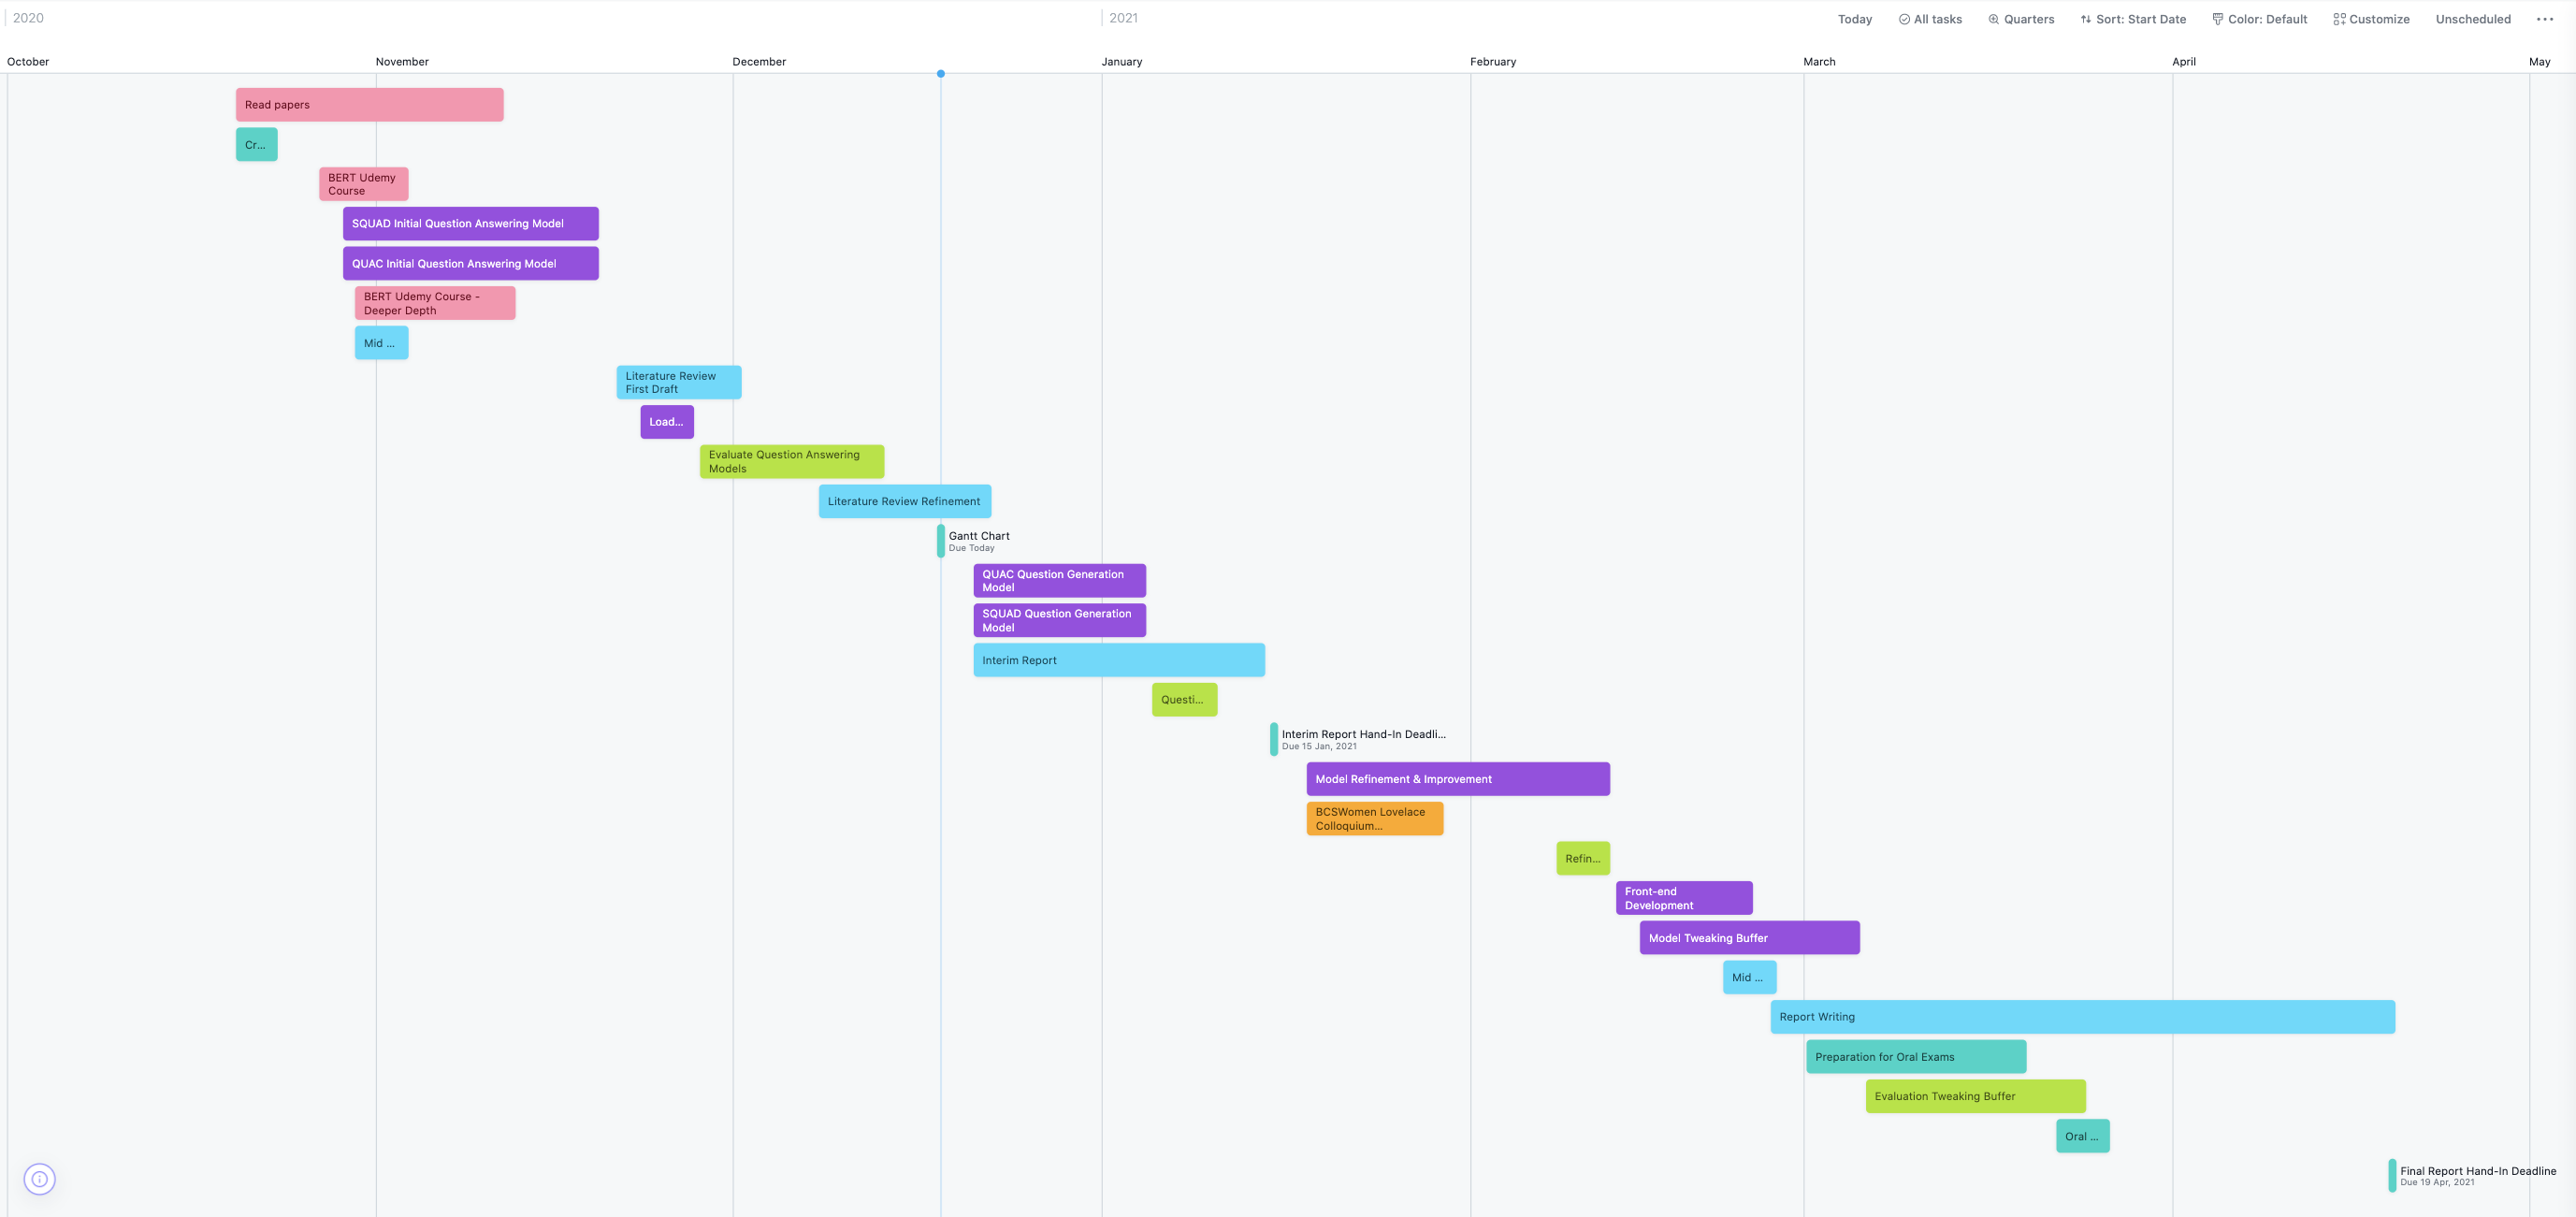 2020
2021
Today
All tasks
Quarters
Sort: Start Date
Color: Default
Customize
Unscheduled
October
November
December
January
February
March
April
May
Read papers
Cr...
BERT Udemy
Course
SQUAD Initial Question Answering Model
QUAC Initial Question Answering Model
BERT Udemy Course -
Deeper Depth
Mid ...
Literature Review
First Draft
Load...
Evaluate Question Answering
Models
Literature Review Refinement
Gantt Chart
Due Today
QUAC Question Generation
Model
SQUAD Question Generation
Model
Interim Report
Questi...
Interim Report Hand-In Deadli...
Due 15 Jan, 2021
Model Refinement & Improvement
BCSWomen Lovelace
Colloquium...
Refin...
Front-end
Development
Model Tweaking Buffer
Mid ...
Report Writing
Preparation for Oral Exams
Evaluation Tweaking Buffer
Oral ...
Final Report Hand-In Deadline
Due 19 Apr, 2021